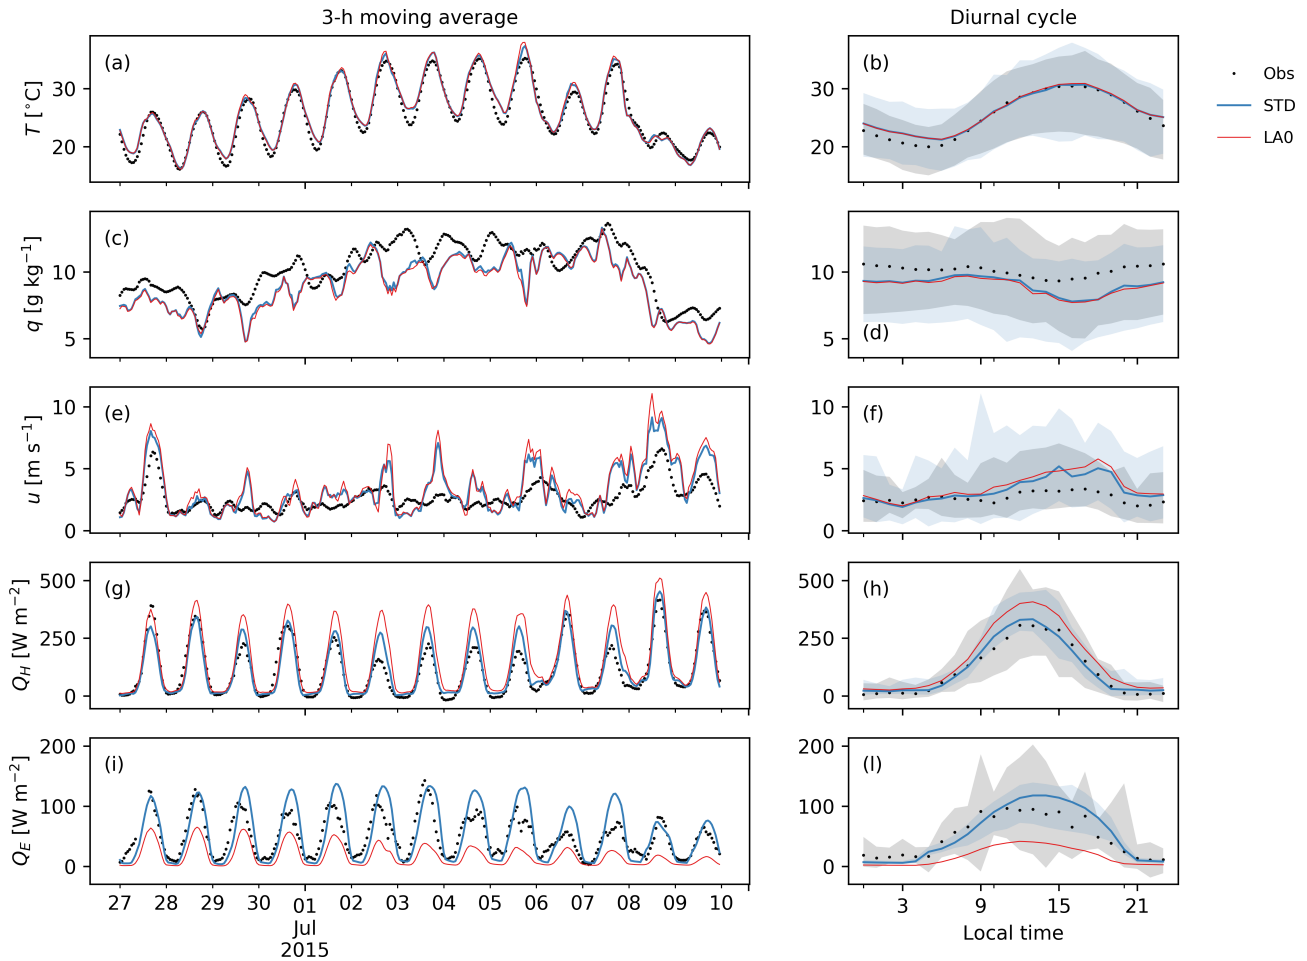 3-h moving average
Diurnal cycle
(a)
T [°C]
30
20
(b)
30
20
Obs
STD
LA0
(c)
q [g kg⁻¹]
10
5
(d)
10
5
(e)
u [m s⁻¹]
10
5
0
(f)
10
5
0
(g)
Q_H [W m⁻²]
500
250
0
(h)
500
250
0
(i)
Q_E [W m⁻²]
200
100
0
(l)
200
100
0
27 28 29 30 01 02 03 04 05 06 07 08 09 10
Jul
2015
3 9 15 21
Local time